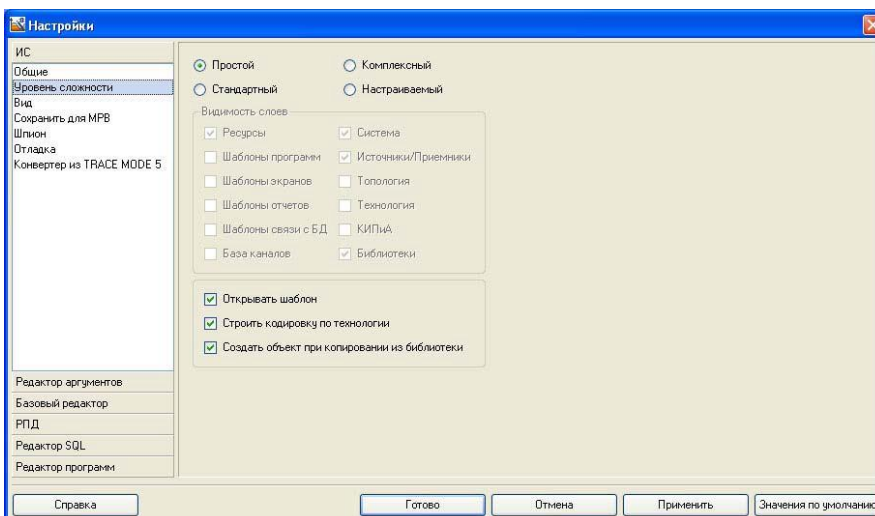 Настройки
ИС
Общие
Уровень сложности
Вид
Сохранить для МРВ
Шпион
Отладка
Конвертер из TRACE MODE 5
Редактор аргументов
Базовый редактор
РПД
Редактор SQL
Редактор программ
Простой Комплексный
Стандартный Настраиваемый
Видимость слоев
Ресурсы Система
Шаблоны программ Источники/Приемники
Шаблоны экранов Топология
Шаблоны отчетов Технология
Шаблоны связи с БД КИПиА
База каналов Библиотеки
Открывать шаблон
Строить кодировку по технологии
Создать объект при копировании из библиотеки
Справка Готово Отмена Применить Значения по умолчанию